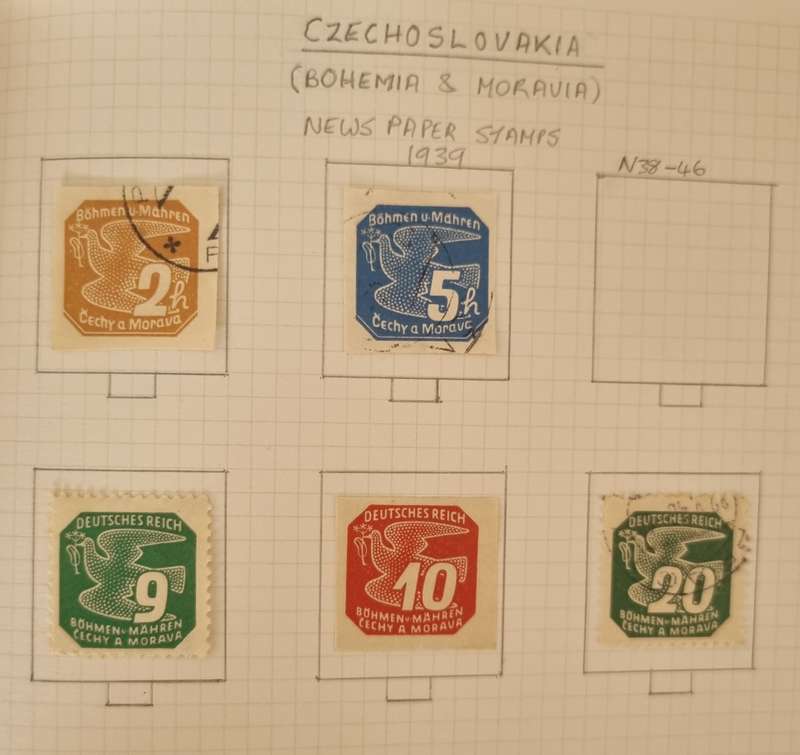 CZECHOSLOVAKIA
(BOHEMIA & MORAVIA)
NEWS PAPER STAMPS
1939
N38-46
Böhmen u. Mähren
2h
Čechy a Morava
Böhmen u. Mähren
5h
Čechy a Morava
DEUTSCHES REICH
9
BÖHMEN u MÄHREN
ČECHY A MORAVA
DEUTSCHES REICH
10
BÖHMEN u MÄHREN
ČECHY A MORAVA
DEUTSCHES REICH
20
BÖHMEN u MÄHREN
ČECHY A MORAVA